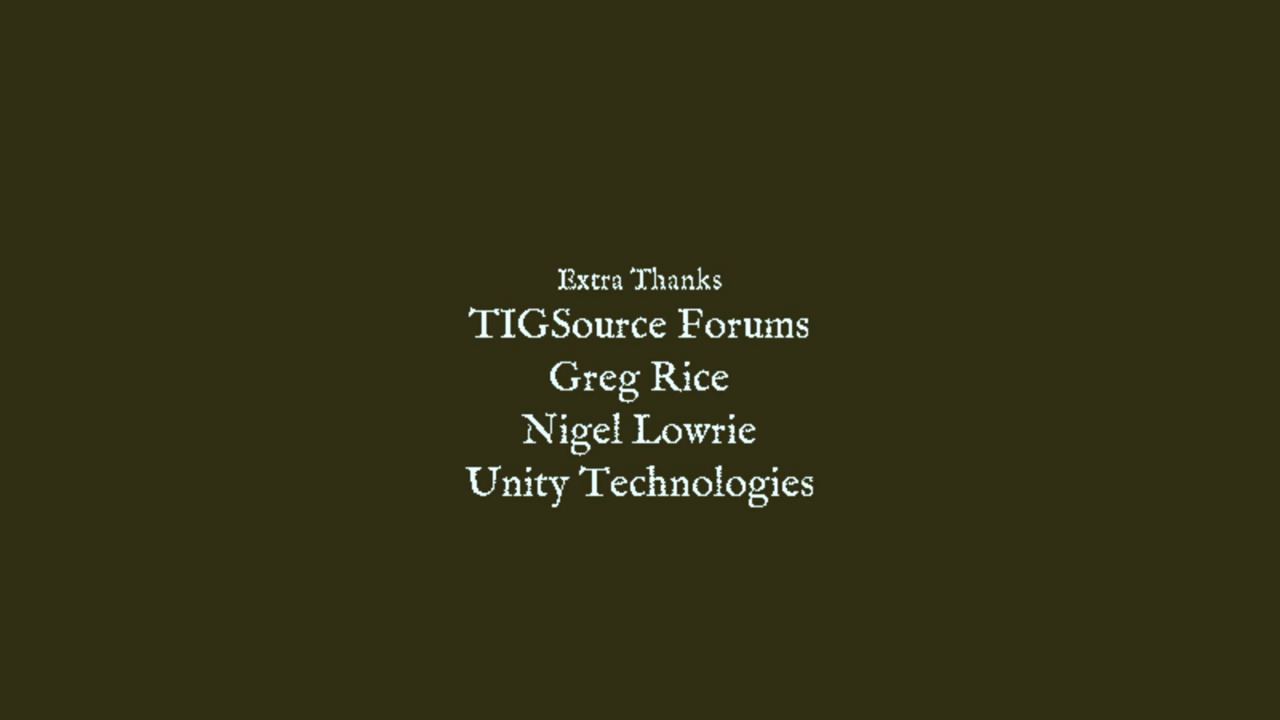 Extra Thanks
TIGSource Forums
Greg Rice
Nigel Lowrie
Unity Technologies